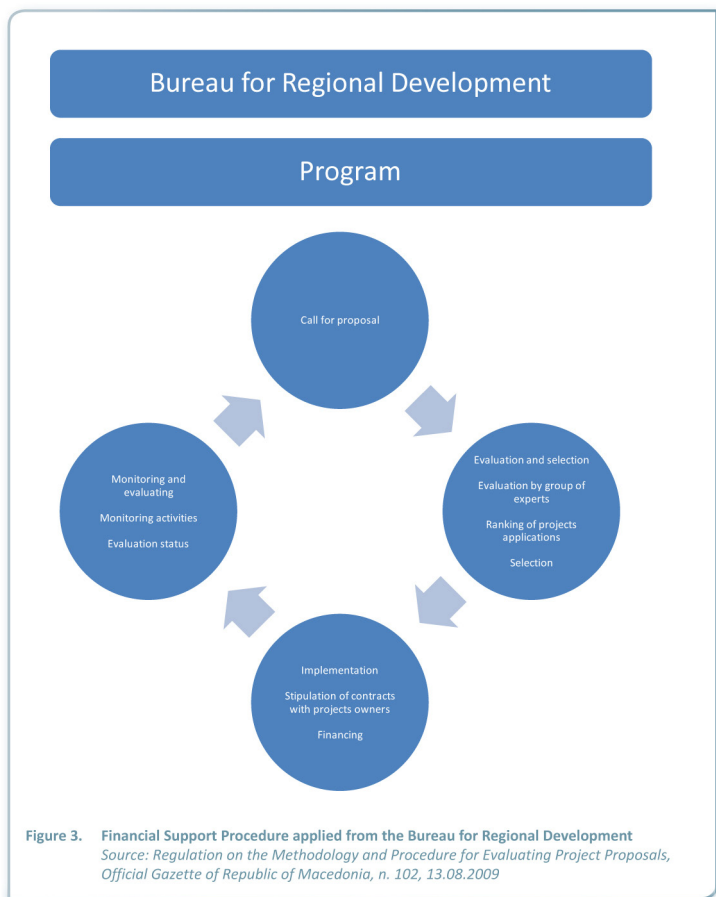 Bureau for Regional Development
Program
Call for proposal
Evaluation and selection
Evaluation by group of
experts
Ranking of projects
applications
Selection
Implementation
Stipulation of contracts
with projects owners
Financing
Monitoring and
evaluating
Monitoring activities
Evaluation status
Figure 3. Financial Support Procedure applied from the Bureau for Regional Development
Source: Regulation on the Methodology and Procedure for Evaluating Project Proposals,
Official Gazette of Republic of Macedonia, n. 102, 13.08.2009